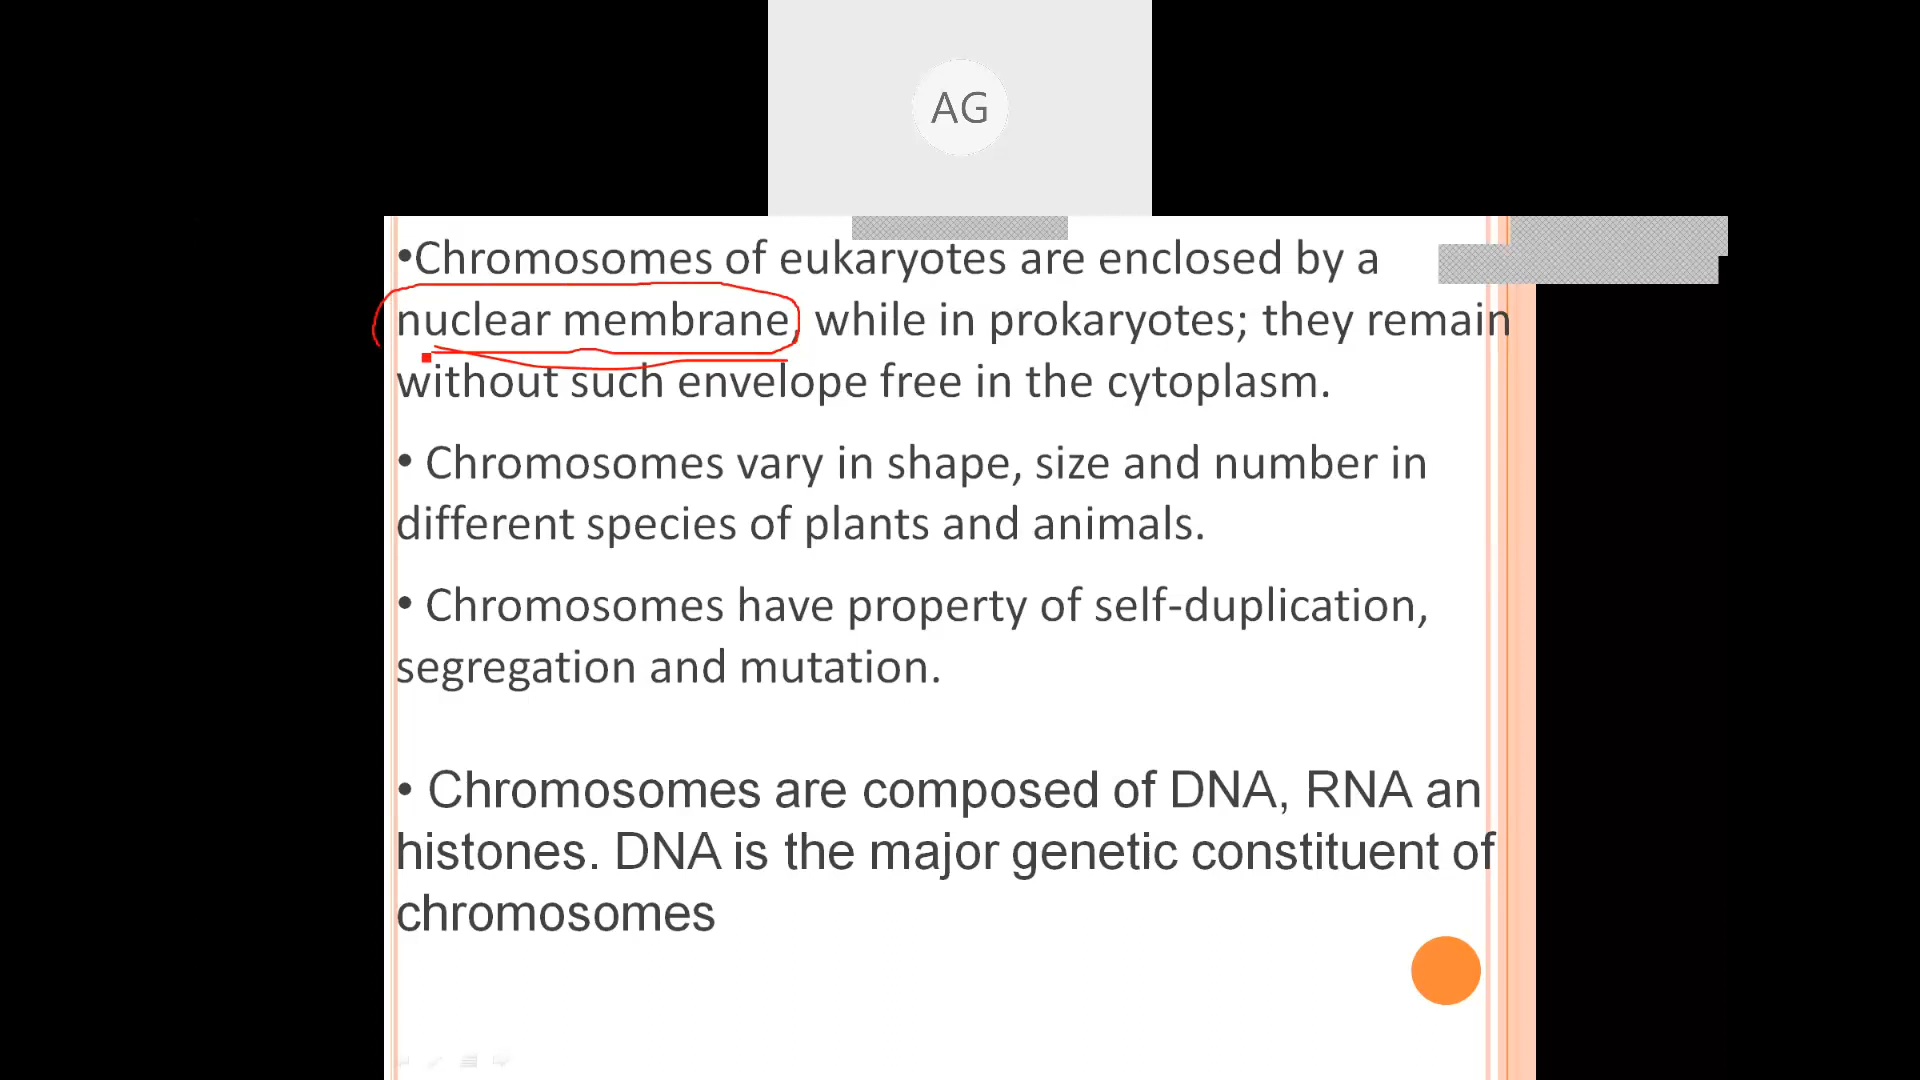 AG
•Chromosomes of eukaryotes are enclosed by a
nuclear membrane, while in prokaryotes; they remain
without such envelope free in the cytoplasm.
• Chromosomes vary in shape, size and number in
different species of plants and animals.
• Chromosomes have property of self-duplication,
segregation and mutation.
• Chromosomes are composed of DNA, RNA an
histones. DNA is the major genetic constituent of
chromosomes